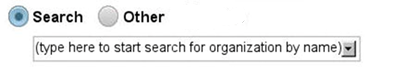 Search Other
(type here to start search for organization by name)